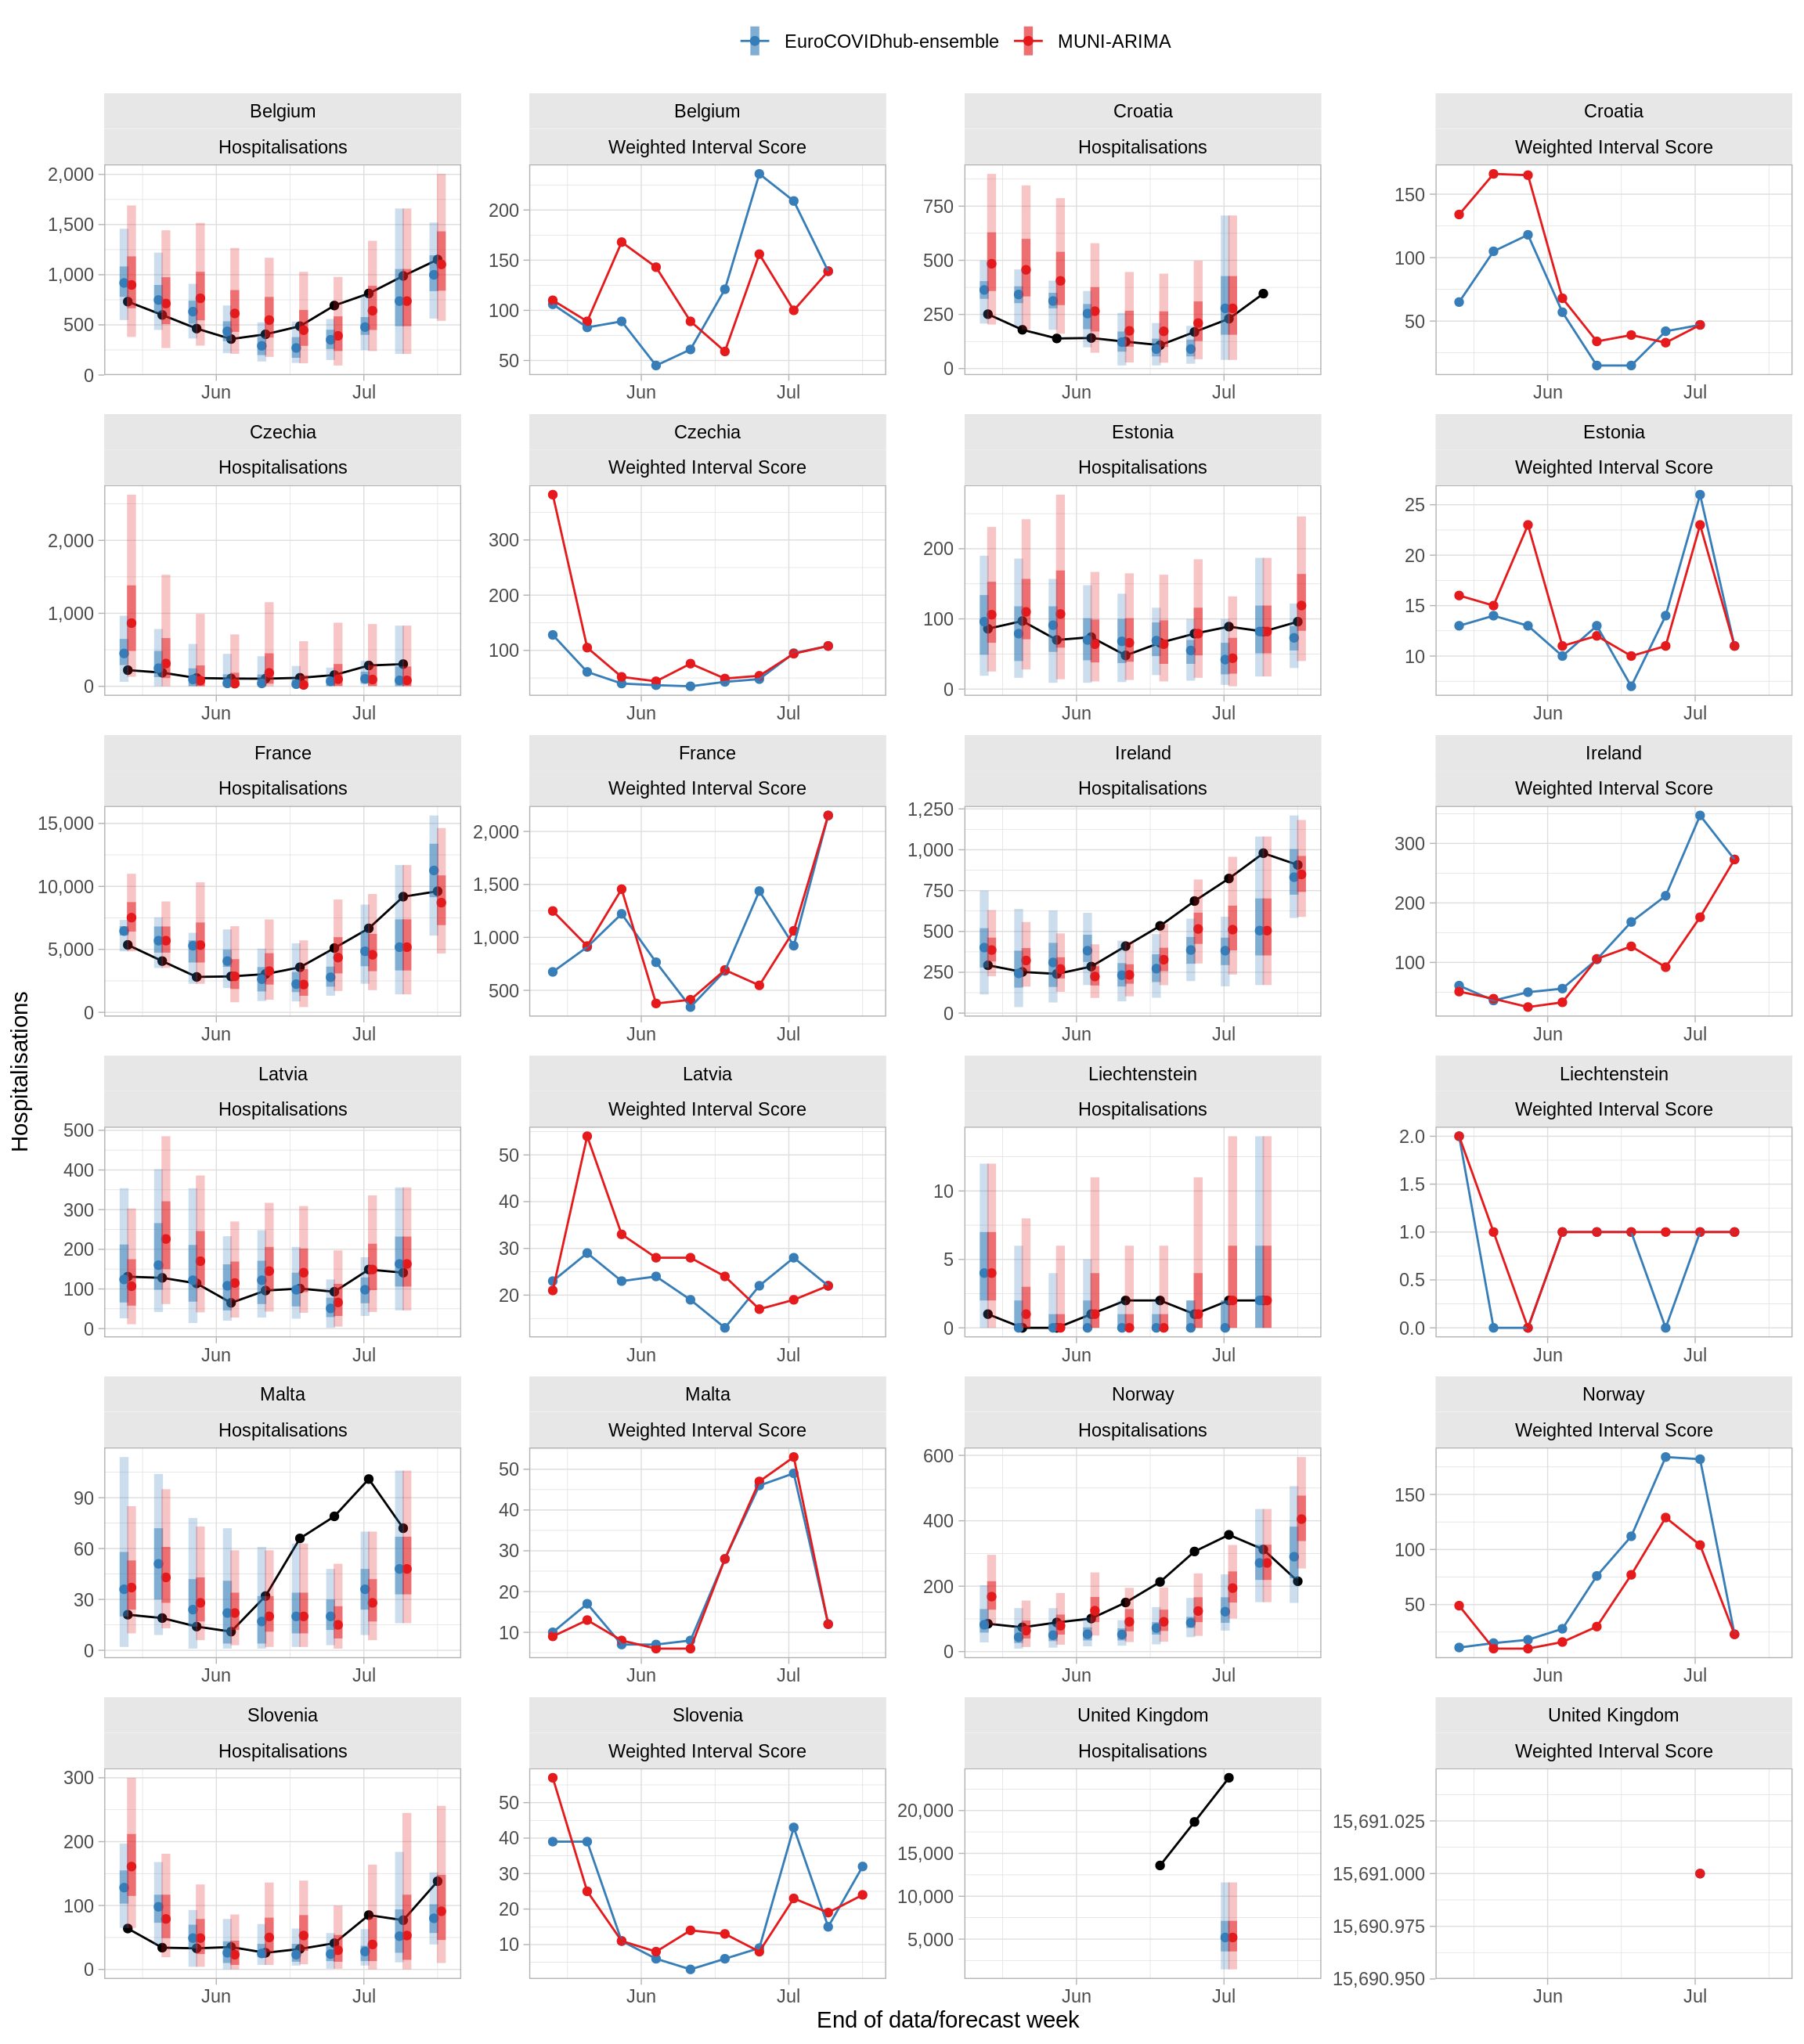 EuroCOVIDhub-ensemble MUNI-ARIMA
Belgium Belgium Croatia Croatia
Hospitalisations Weighted Interval Score Hospitalisations Weighted Interval Score
2,000
1,500
1,000
500
0
Jun Jul
200
150
100
50
Jun Jul
750
500
250
0
Jun Jul
150
100
50
Jun Jul
Czechia Czechia Estonia Estonia
Hospitalisations Weighted Interval Score Hospitalisations Weighted Interval Score
2,000
1,000
0
Jun Jul
300
200
100
Jun Jul
200
100
0
Jun Jul
25
20
15
10
Jun Jul
France France Ireland Ireland
Hospitalisations Weighted Interval Score Hospitalisations Weighted Interval Score
15,000
10,000
5,000
0
Jun Jul
2,000
1,500
1,000
500
Jun Jul
1,250
1,000
750
500
250
0
Jun Jul
300
200
100
Jun Jul
Hospitalisations
Latvia Latvia Liechtenstein Liechtenstein
Hospitalisations Weighted Interval Score Hospitalisations Weighted Interval Score
500
400
300
200
100
0
Jun Jul
50
40
30
20
Jun Jul
10
5
0
Jun Jul
2.0
1.5
1.0
0.5
0.0
Jun Jul
Malta Malta Norway Norway
Hospitalisations Weighted Interval Score Hospitalisations Weighted Interval Score
90
60
30
0
Jun Jul
50
40
30
20
10
Jun Jul
600
400
200
0
Jun Jul
150
100
50
Jun Jul
Slovenia Slovenia United Kingdom United Kingdom
Hospitalisations Weighted Interval Score Hospitalisations Weighted Interval Score
300
200
100
0
Jun Jul
50
40
30
20
10
Jun Jul
20,000
15,000
10,000
5,000
Jun Jul
15,691.025
15,691.000
15,690.975
15,690.950
Jun Jul
End of data/forecast week